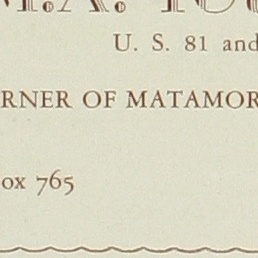 M.A.
U. S. 81 and
RNER OF MATAMOR
ox 765